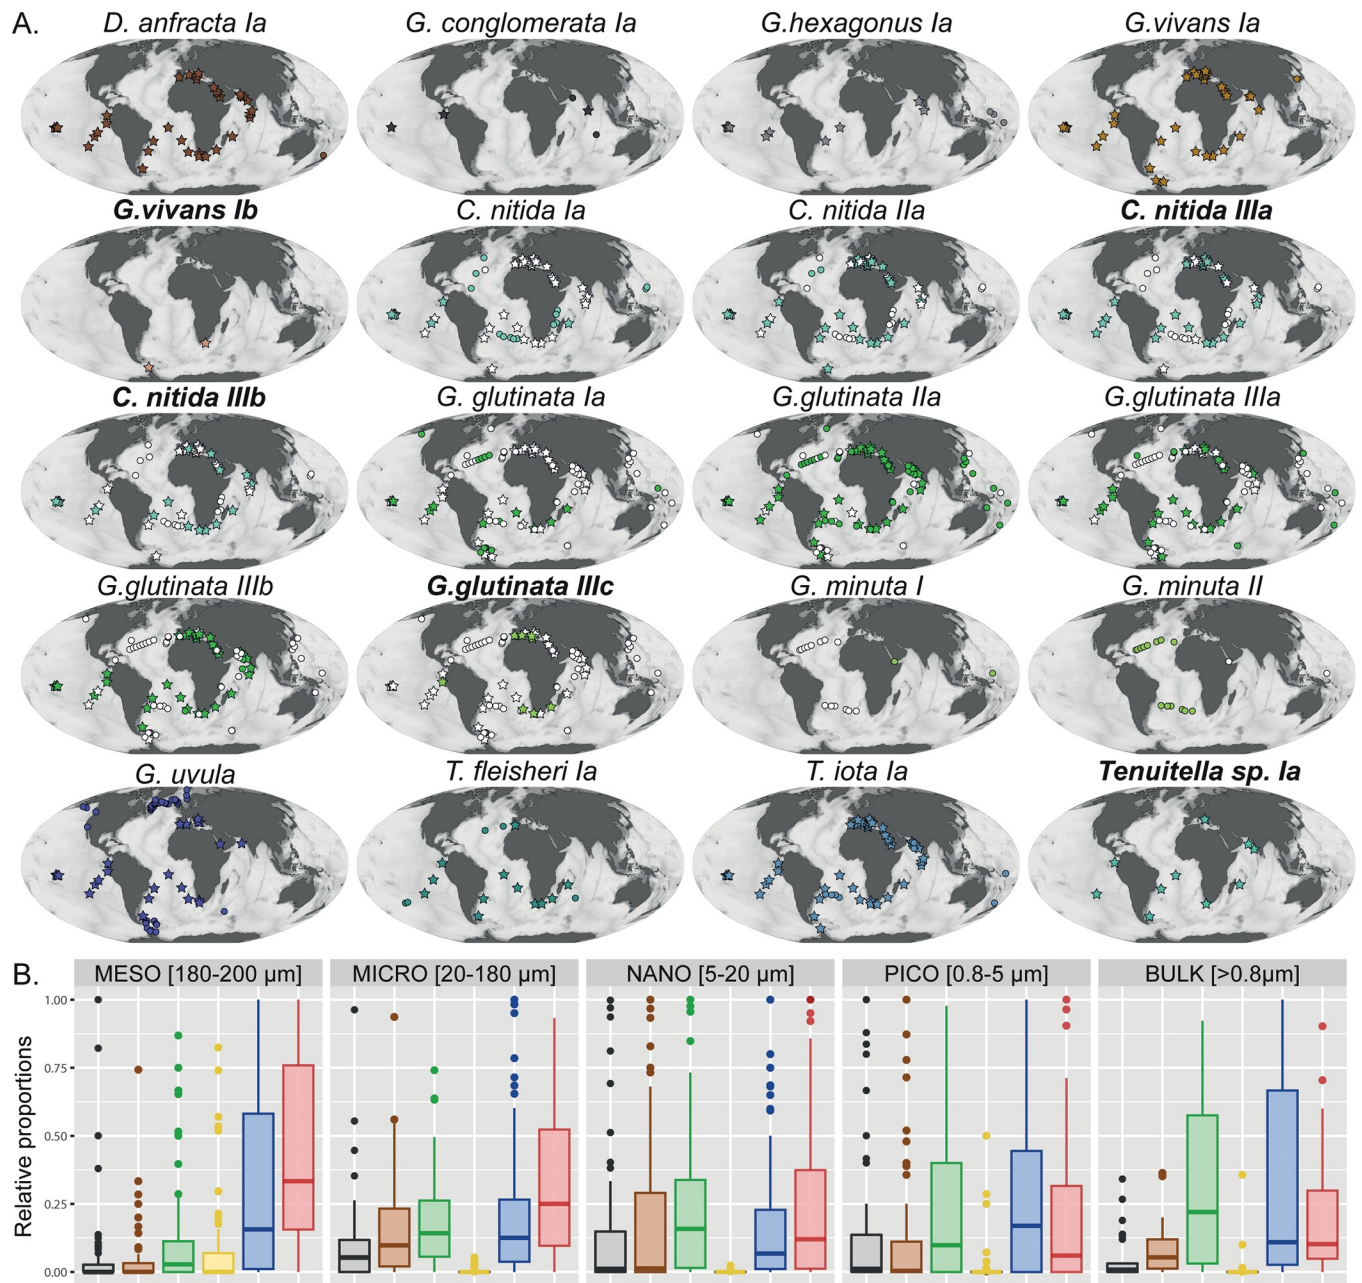 A.
D. anfracta Ia G. conglomerata Ia G.hexagonus Ia G.vivans Ia
G.vivans Ib C. nitida Ia C. nitida IIa C. nitida IIIa
C. nitida IIIb G. glutinata Ia G.glutinata IIa G.glutinata IIIa
G.glutinata IIIb G.glutinata IIIc G. minuta I G. minuta II
G. uvula T. fleisheri Ia T. iota Ia Tenuitella sp. Ia
B.
MESO [180-200 µm] MICRO [20-180 µm] NANO [5-20 µm] PICO [0.8-5 µm] BULK [>0.8µm]
Relative proportions
1.00
0.75
0.50
0.25
0.00